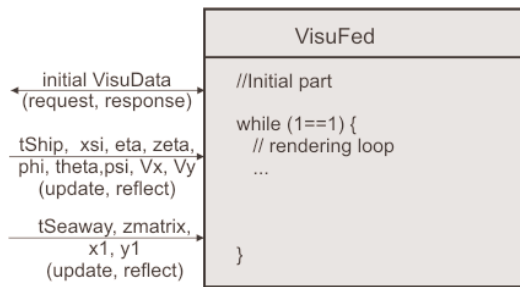 VisuFed
initial VisuData
(request, response)
//Initial part
while (1==1) {
tShip, xsi, eta, zeta,
phi, theta,psi, Vx, Vy
(update, reflect)
// rendering loop
...
tSeaway, zmatrix,
x1, y1
(update, reflect)
}